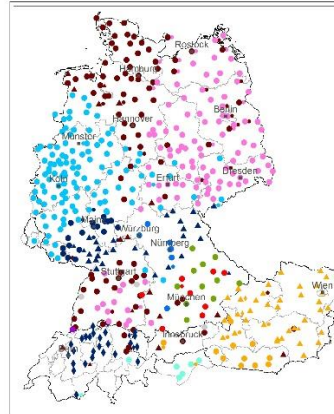 Rostock
Hamburg
Berlin
Hannover
Münster
Erfurt
Dresden
Köln
Mainz
Würzburg
Nürnberg
Stuttgart
Wien
München
Innsbruck